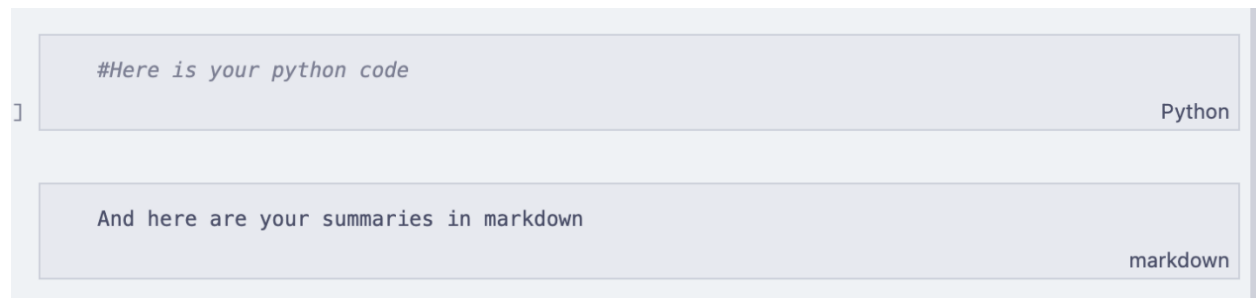 #Here is your python code
]
Python
And here are your summaries in markdown
markdown